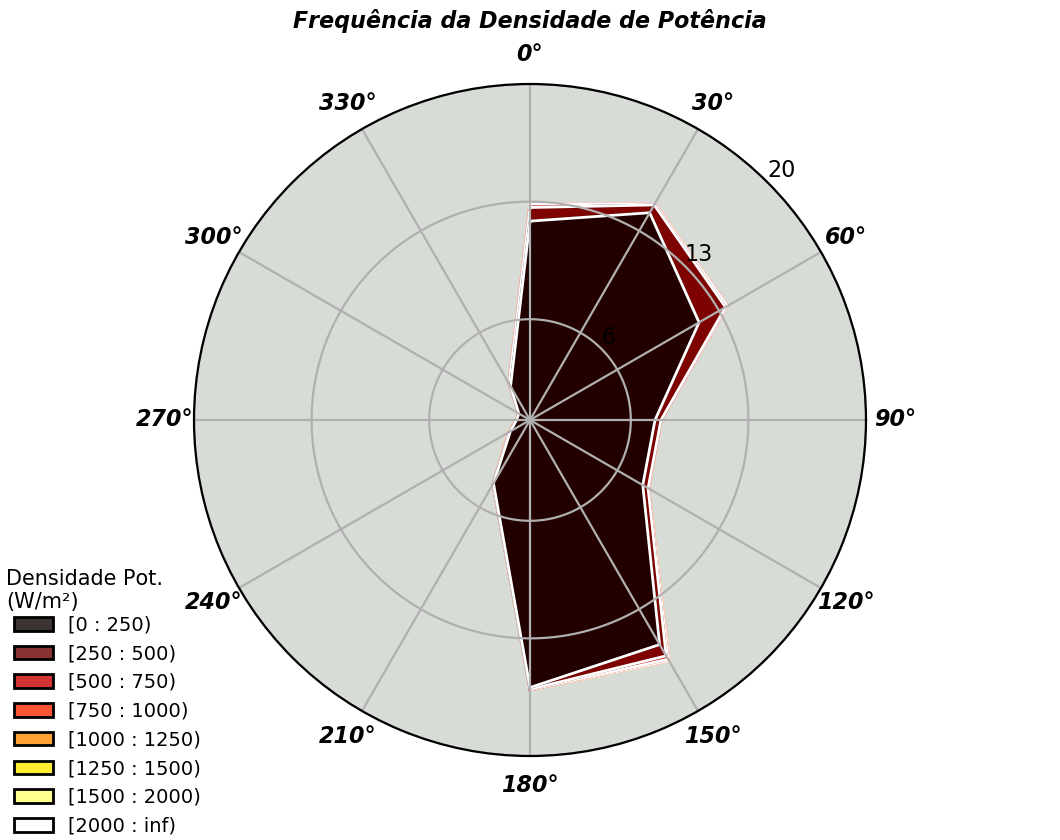 Frequência da Densidade de Potência
0°
330°
30°
20
300°
60°
13
6
270°
90°
240°
120°
210°
150°
180°
Densidade Pot.
(W/m²)
[0 : 250)
[250 : 500)
[500 : 750)
[750 : 1000)
[1000 : 1250)
[1250 : 1500)
[1500 : 2000)
[2000 : inf)